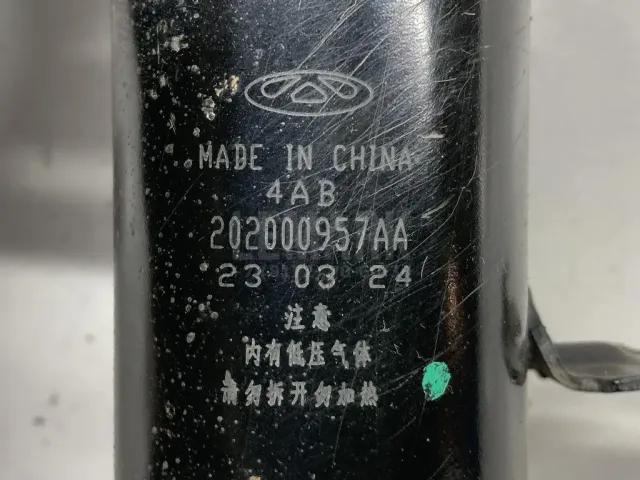 MADE IN CHINA
4AB
202000957AA
23 03 24
注意
内有低压气体
请勿拆开勿加热